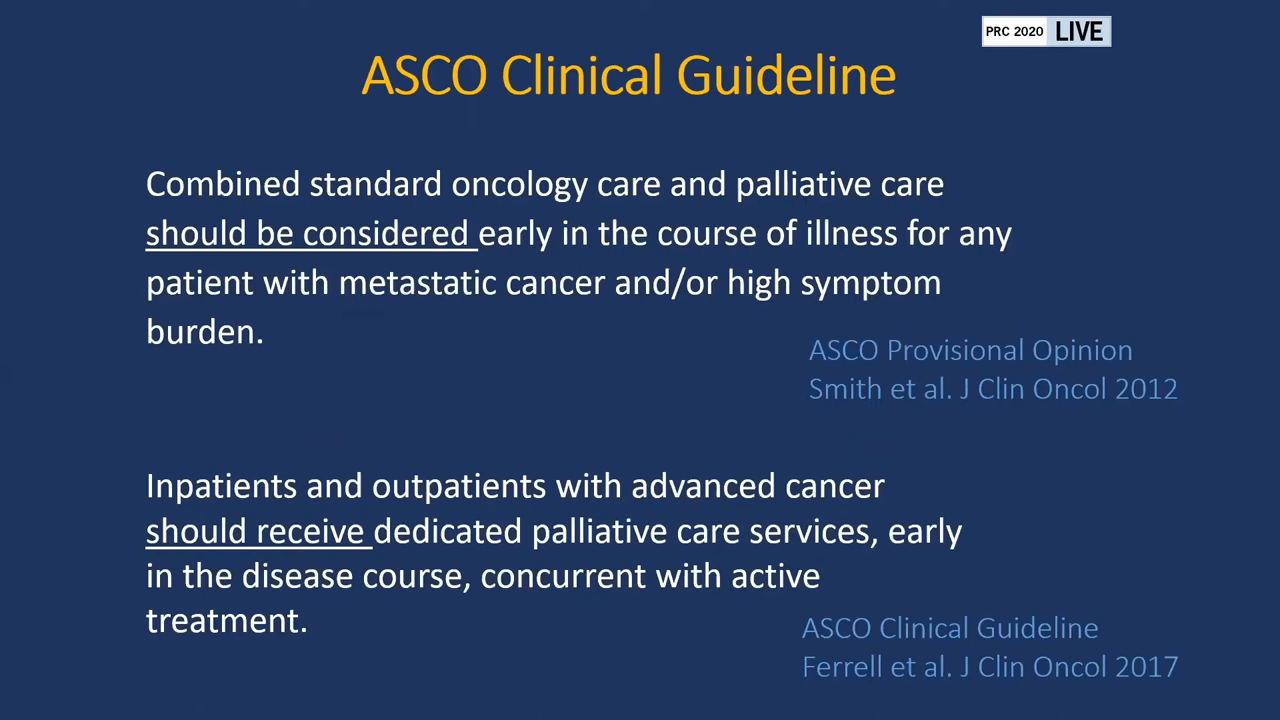 PRC 2020 LIVE
ASCO Clinical Guideline
Combined standard oncology care and palliative care
should be considered early in the course of illness for any
patient with metastatic cancer and/or high symptom
burden.
ASCO Provisional Opinion
Smith et al. J Clin Oncol 2012
Inpatients and outpatients with advanced cancer
should receive dedicated palliative care services, early
in the disease course, concurrent with active
treatment.
ASCO Clinical Guideline
Ferrell et al. J Clin Oncol 2017